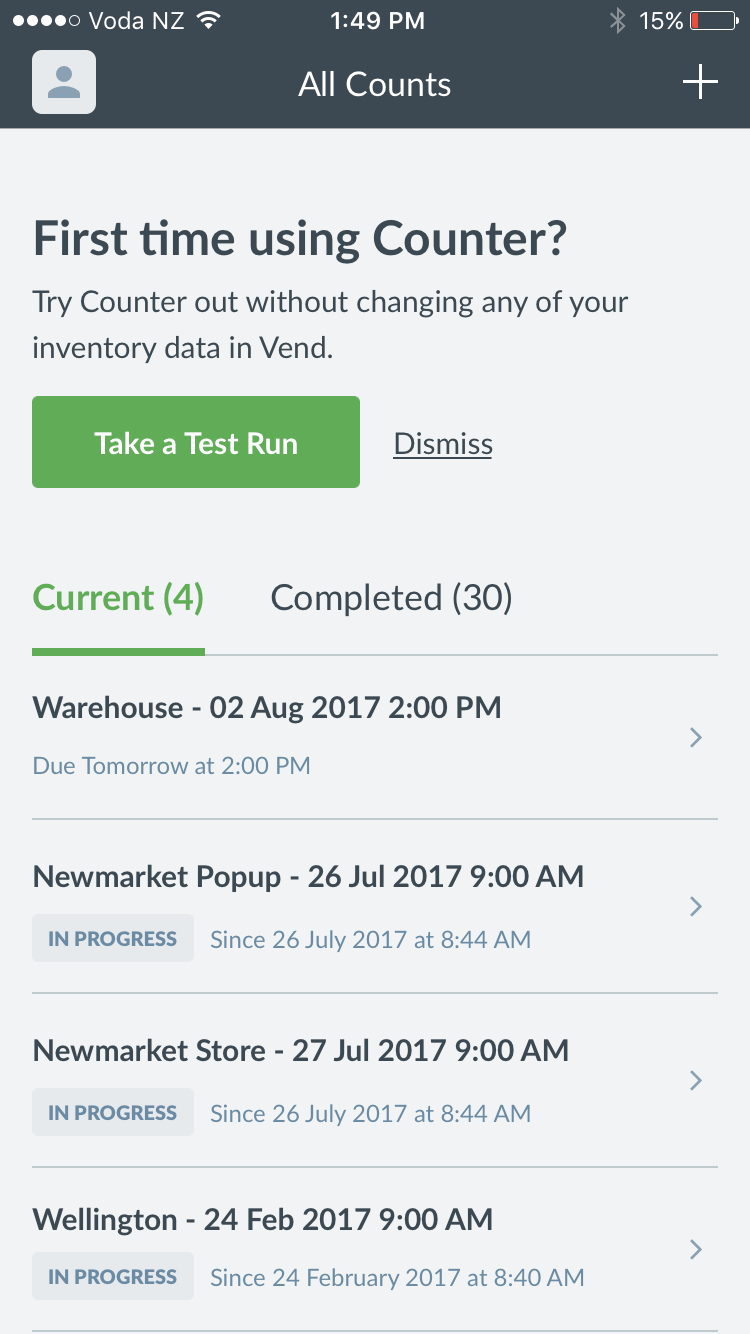 Voda NZ 1:49 PM 15%
All Counts
First time using Counter?
Try Counter out without changing any of your
inventory data in Vend.
Take a Test Run Dismiss
Current (4) Completed (30)
Warehouse - 02 Aug 2017 2:00 PM
Due Tomorrow at 2:00 PM
Newmarket Popup - 26 Jul 2017 9:00 AM
IN PROGRESS Since 26 July 2017 at 8:44 AM
Newmarket Store - 27 Jul 2017 9:00 AM
IN PROGRESS Since 26 July 2017 at 8:44 AM
Wellington - 24 Feb 2017 9:00 AM
IN PROGRESS Since 24 February 2017 at 8:40 AM